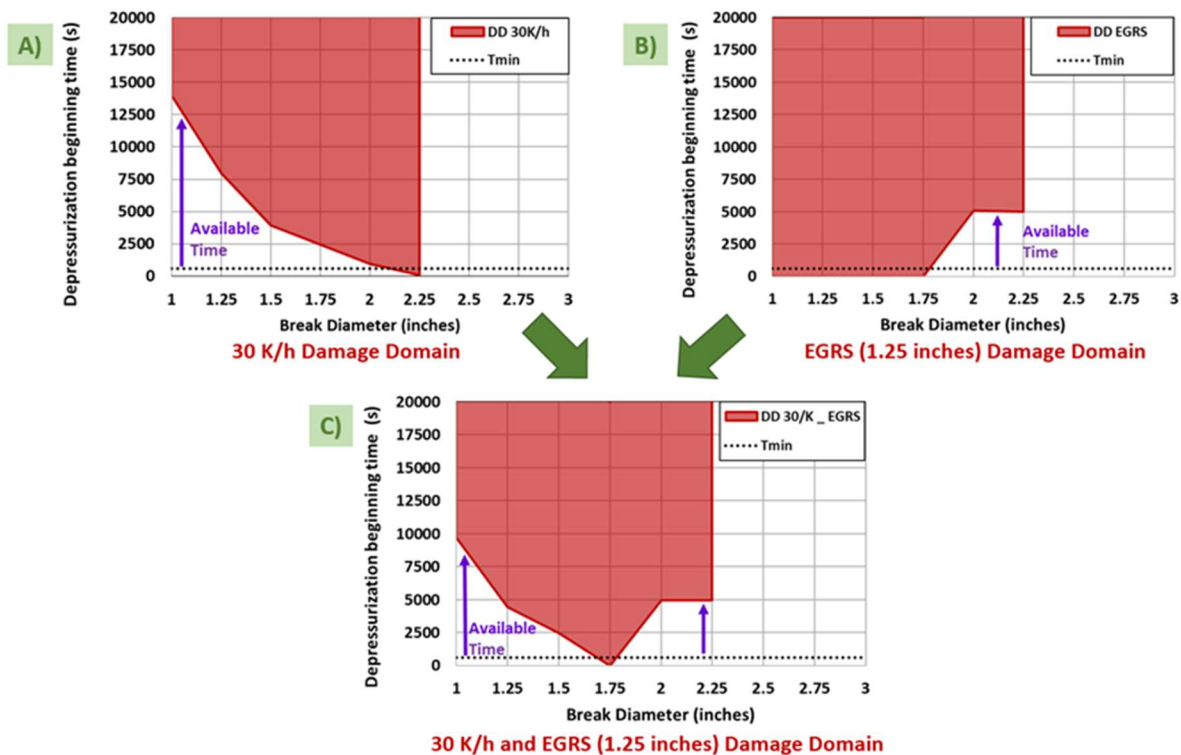 A)
Depressurization beginning time (s)
20000
17500
15000
12500
10000
7500
5000
2500
0
DD 30K/h
Tmin
Available
Time
1 1.25 1.5 1.75 2 2.25 2.5 2.75 3
Break Diameter (inches)
30 K/h Damage Domain
B)
Depressurization beginning time (s)
20000
17500
15000
12500
10000
7500
5000
2500
0
DD EGRS
Tmin
Available
Time
1 1.25 1.5 1.75 2 2.25 2.5 2.75 3
Break Diameter (inches)
EGRS (1.25 inches) Damage Domain
C)
Depressurization beginning time (s)
20000
17500
15000
12500
10000
7500
5000
2500
0
DD 30/K _ EGRS
Tmin
Available
Time
1 1.25 1.5 1.75 2 2.25 2.5 2.75 3
Break Diameter (inches)
30 K/h and EGRS (1.25 inches) Damage Domain